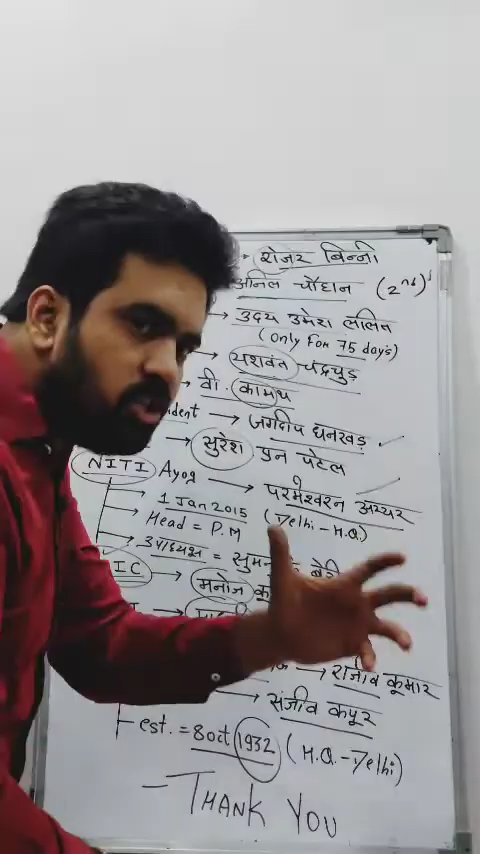 रोजर बिन्नी
अनिल चौहान (2nd)
→ उदय उमेश ललित
(Only For 75 days)
→ यशवंत चंद्रचुड़
→ वी. कामथ
ident → जगदीप धनखड़
→ सुरेश एन पटेल
NITI Ayog → परमेश्वरन अय्यर
1 Jan 2015 (Delhi - H.Q.)
Head = P.M
उपाध्यक्ष = सुमन
IC → मनोज
→ राजीव कुमार
→ संजीव कपूर
est. = 8 oct 1932 (H.Q. - Delhi)
- THANK YOU